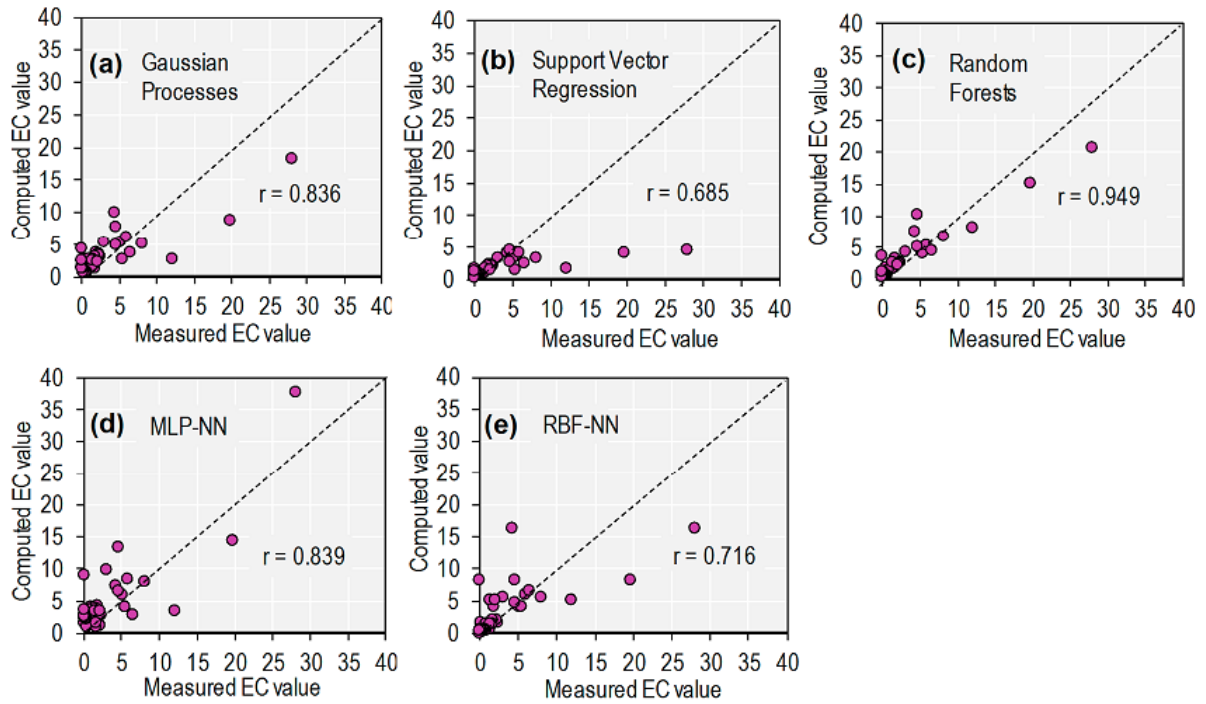 40
35
30
25
20
15
10
5
0
Computed EC value
(a) Gaussian
Processes
r = 0.836
0 5 10 15 20 25 30 35 40
Measured EC value
40
35
30
25
20
15
10
5
0
Computed EC value
(b) Support Vector
Regression
r = 0.685
0 5 10 15 20 25 30 35 40
Measured EC value
40
35
30
25
20
15
10
5
0
Computed EC value
(c) Random
Forests
r = 0.949
0 5 10 15 20 25 30 35 40
Measured EC value
40
35
30
25
20
15
10
5
0
Computed EC value
(d) MLP-NN
r = 0.839
0 5 10 15 20 25 30 35 40
Measured EC value
40
35
30
25
20
15
10
5
0
Computed value
(e) RBF-NN
r = 0.716
0 5 10 15 20 25 30 35 40
Measured EC value